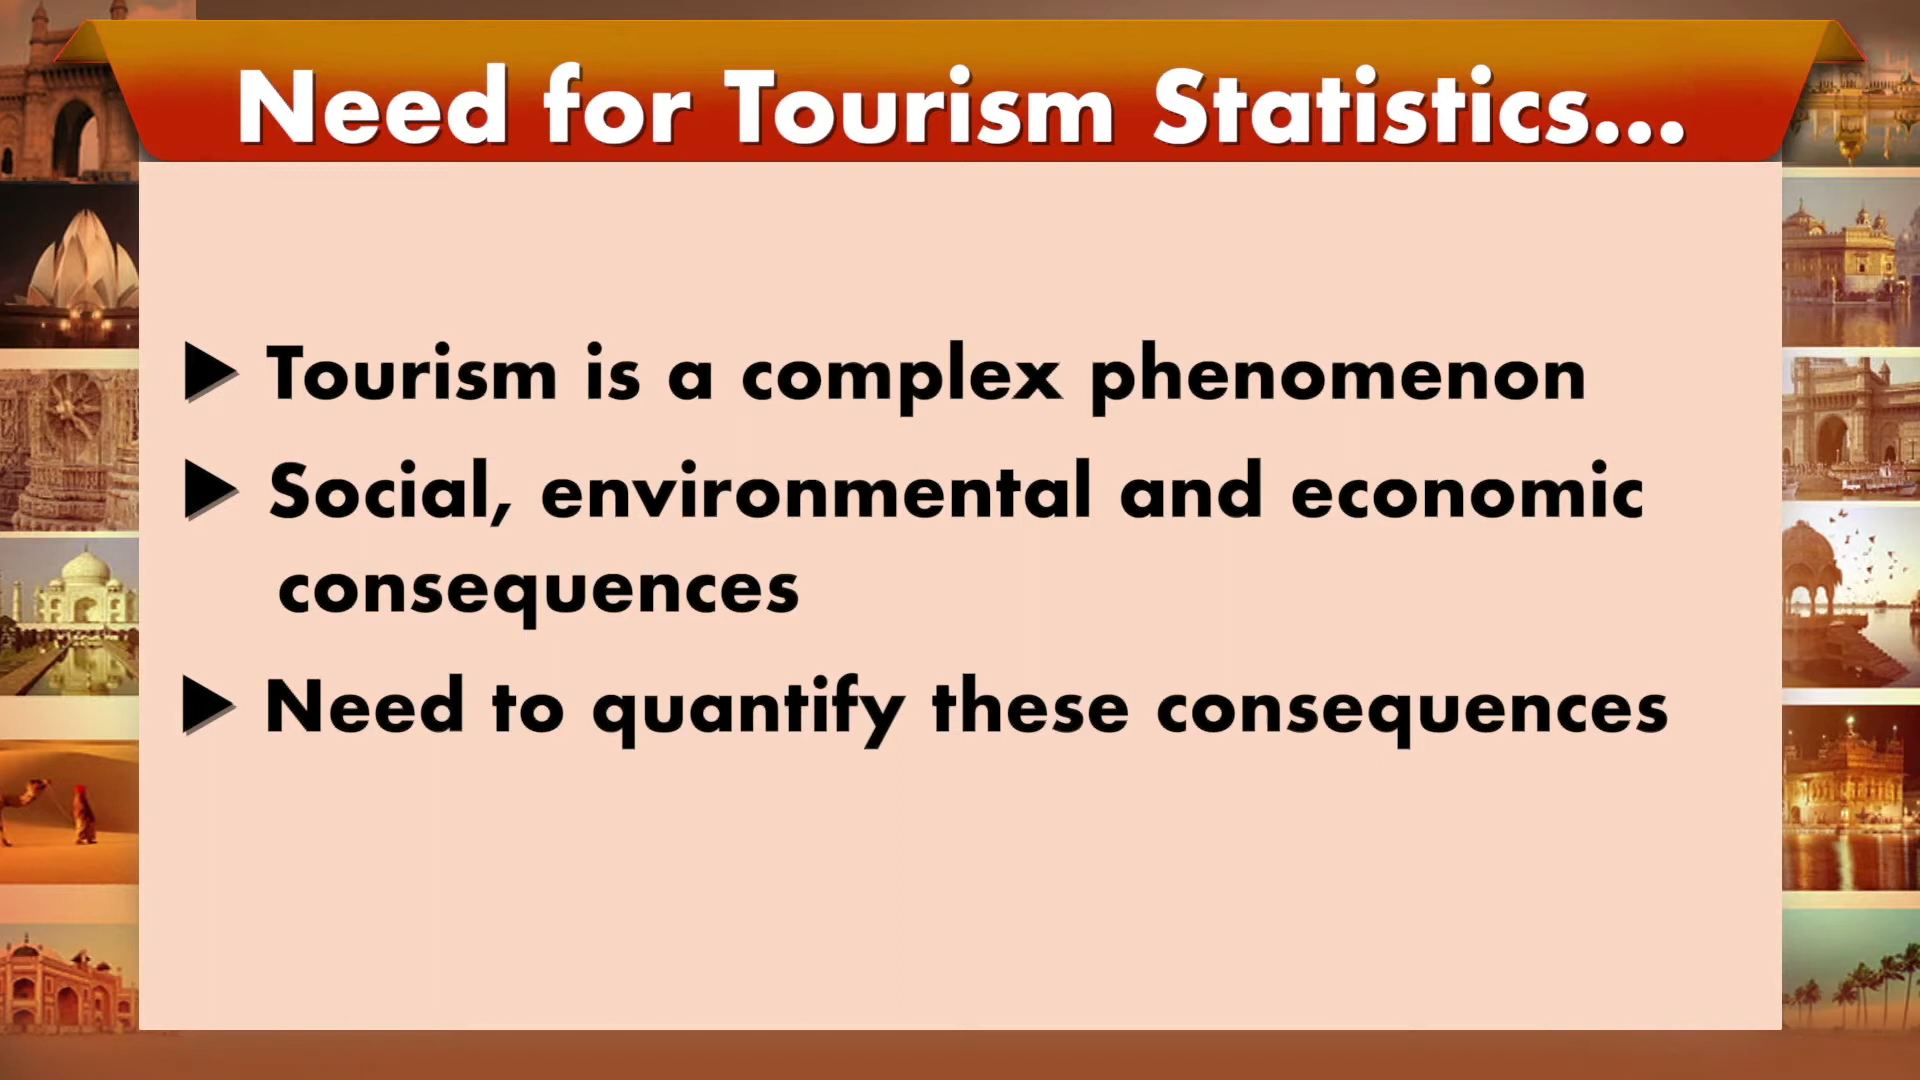 Need for Tourism Statistics...
Tourism is a complex phenomenon
Social, environmental and economic
consequences
Need to quantify these consequences